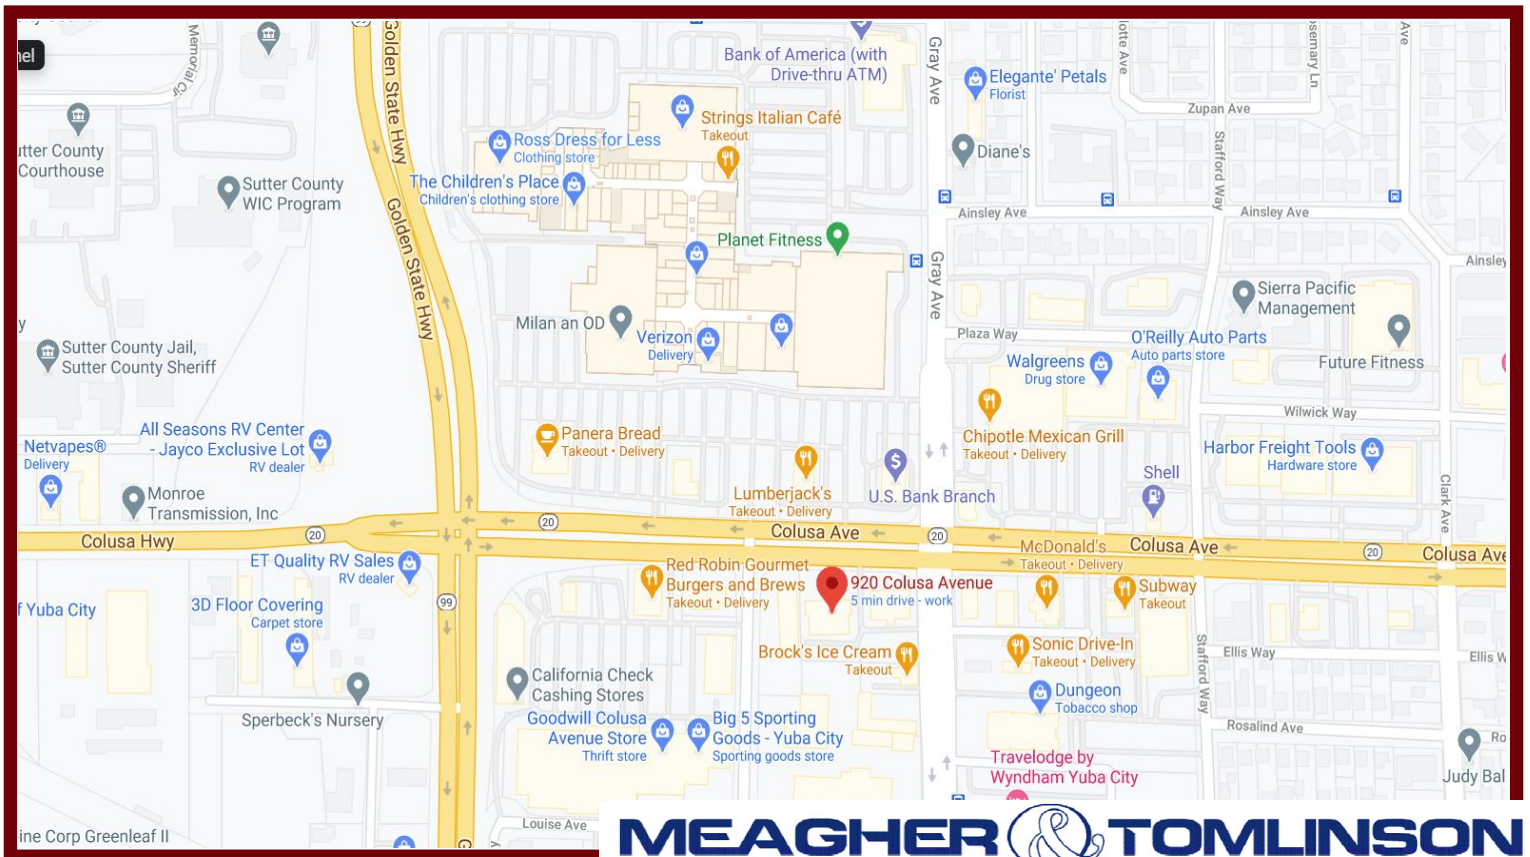 nel
Memorial Cir
99
Golden State Hwy
Golden State Hwy
Bank of America (with
Drive-thru ATM)
Gray Ave
Elegante' Petals
Florist
Zupan Ave
Ave
Strings Italian Café
Takeout
Ross Dress for Less
Clothing store
The Children's Place
Children's clothing store
Diane's
Stafford Way
Courthouse
Sutter County
WIC Program
Ainsley Ave
Ainsley Ave
Ainsley
Planet Fitness
Gray Ave
Sierra Pacific
Management
Milan an OD
Verizon
Delivery
Plaza Way
O'Reilly Auto Parts
Auto parts store
Walgreens
Drug store
Future Fitness
Sutter County Jail,
Sutter County Sheriff
Wilwick Way
Chipotle Mexican Grill
Takeout • Delivery
All Seasons RV Center
- Jayco Exclusive Lot
RV dealer
Netvapes®
Delivery
Panera Bread
Takeout • Delivery
Harbor Freight Tools
Hardware store
Lumberjack's
Takeout • Delivery
U.S. Bank Branch
Shell
Clark Ave
Monroe
Transmission, Inc
Colusa Hwy
20
20
Colusa Ave
20
Colusa Ave
20
Colusa Ave
McDonald's
Takeout • Delivery
ET Quality RV Sales
RV dealer
Red Robin Gourmet
Burgers and Brews
Takeout • Delivery
920 Colusa Avenue
5 min drive - work
Subway
Takeout
f Yuba City
3D Floor Covering
Carpet store
99
Brock's Ice Cream
Takeout
Sonic Drive-In
Takeout • Delivery
Stafford Way
Ellis Way
Ellis W
California Check
Cashing Stores
Dungeon
Tobacco shop
Sperbeck's Nursery
Goodwill Colusa
Avenue Store
Thrift store
Big 5 Sporting
Goods - Yuba City
Sporting goods store
Rosalind Ave
Ro
Travelodge by
Wyndham Yuba City
Judy Bal
Louise Ave
ine Corp Greenleaf II
MEAGHER & TOMLINSON